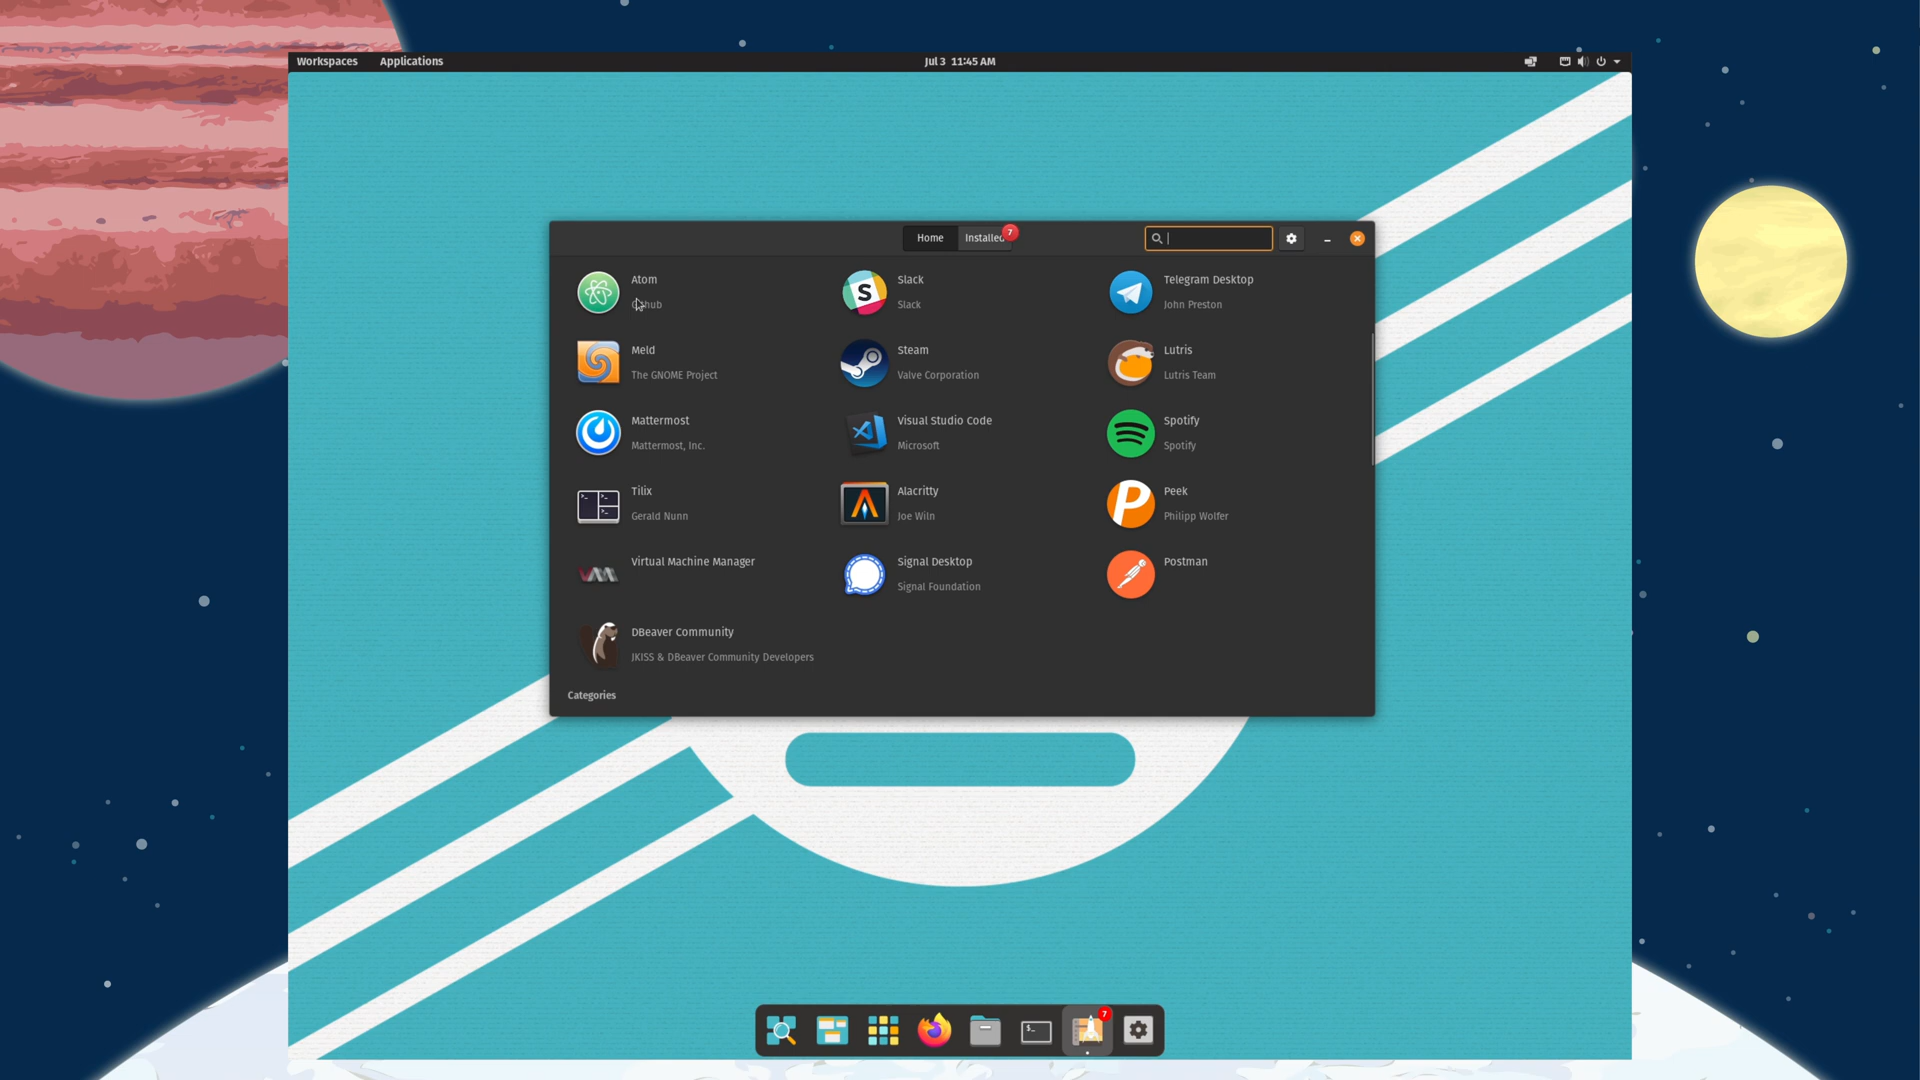 Workspaces Applications Jul 3 11:45 AM
Home Installed 7
Atom
Slack
Telegram Desktop
Slack
John Preston
Meld
Steam
Lutris
The GNOME Project
Valve Corporation
Lutris Team
Mattermost
Visual Studio Code
Spotify
Mattermost, Inc.
Microsoft
Spotify
Tilix
Alacritty
Peek
Gerald Nunn
Joe Wiln
Philipp Wolfer
Virtual Machine Manager
Signal Desktop
Postman
Signal Foundation
DBeaver Community
JKISS & DBeaver Community Developers
Categories
7